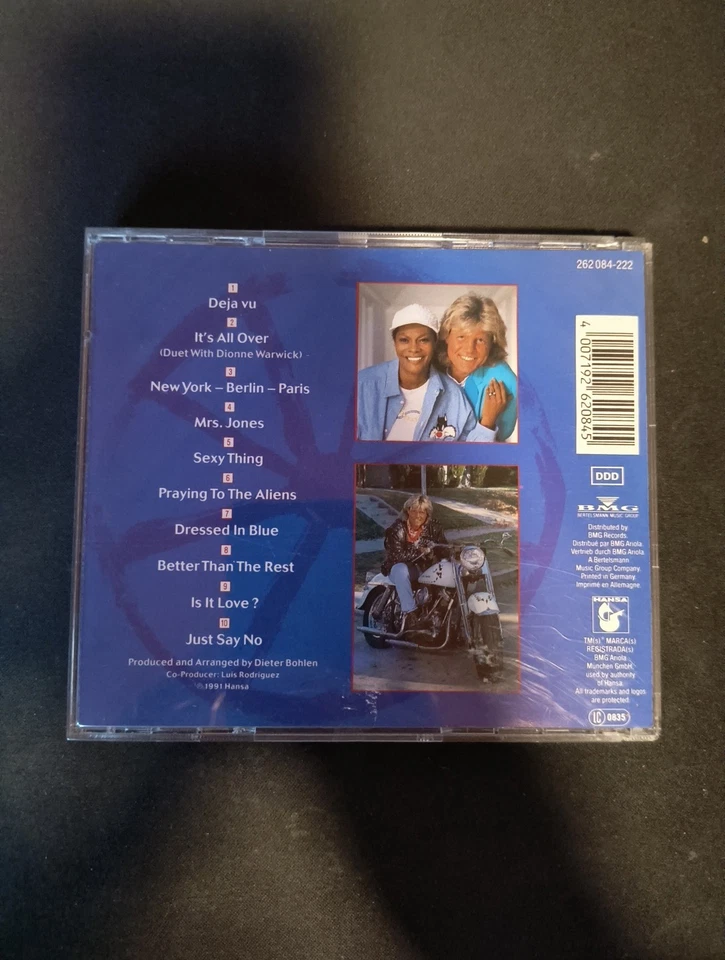 1
Deja vu
2
It's All Over
(Duet With Dionne Warwick)
3
New York – Berlin – Paris
4
Mrs. Jones
5
Sexy Thing
6
Praying To The Aliens
7
Dressed In Blue
8
Better Than The Rest
9
Is It Love?
10
Just Say No
Produced and Arranged by Dieter Bohlen
Co-Producer: Luis Rodriguez
℗ 1991 Hansa
262 084-222
4 007192 620845
DDD
BMG
BERTELSMANN MUSIC GROUP
Distributed by
BMG Records.
Distribué par BMG Ariola.
Vertrieb durch BMG Ariola
A Bertelsmann
Music Group Company.
Printed in Germany.
Imprimé en Allemagne.
HANSA
TM(s)" MARCA(s)
REGISTRADA(s)
BMG Ariola
München GmbH,
used by authority
of Hansa.
All trademarks and logos
are protected.
LC 0835